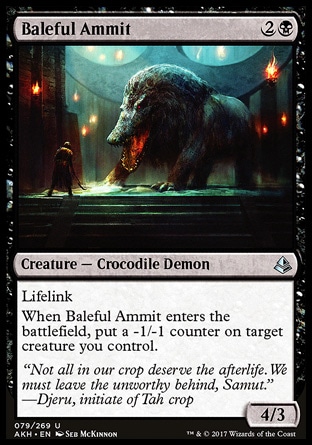 Baleful Ammit 2
Creature — Crocodile Demon
Lifelink
When Baleful Ammit enters the
battlefield, put a -1/-1 counter on target
creature you control.
“Not all in our crop deserve the afterlife. We
must leave the unworthy behind, Samut.”
—Djeru, initiate of Tah crop
4/3
079/269 U
AKH • EN Seb McKinnon
™ & © 2017 Wizards of the Coast